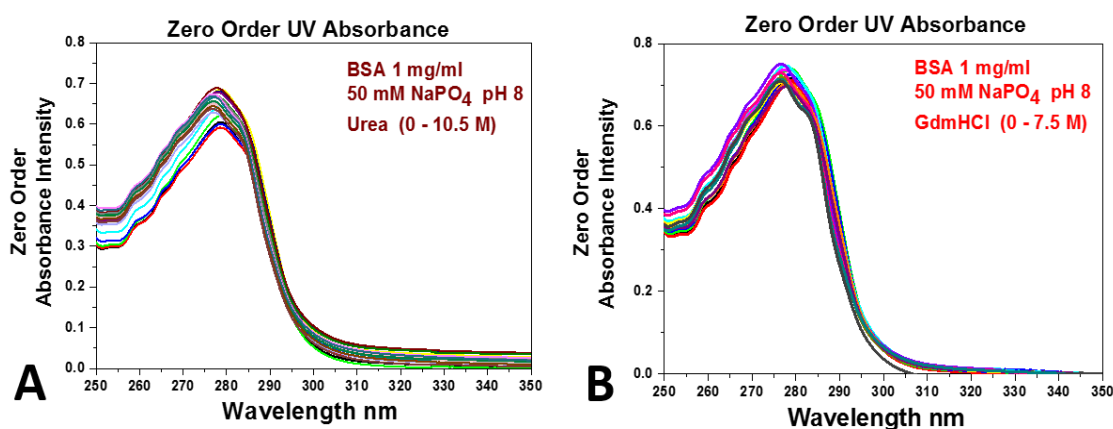 Zero Order UV Absorbance
BSA 1 mg/ml
50 mM NaPO4 pH 8
Urea (0 - 10.5 M)
Zero Order
Absorbance Intensity
0.8
0.7
0.6
0.5
0.4
0.3
0.2
0.1
0.0
250 260 270 280 290 300 310 320 330 340 350
Wavelength nm
A
Zero Order UV Absorbance
BSA 1 mg/ml
50 mM NaPO4 pH 8
GdmHCl (0 - 7.5 M)
Zero Order
Absorbance Intensity
0.8
0.6
0.4
0.2
0.0
250 260 270 280 290 300 310 320 330 340 350
Wavelength nm
B